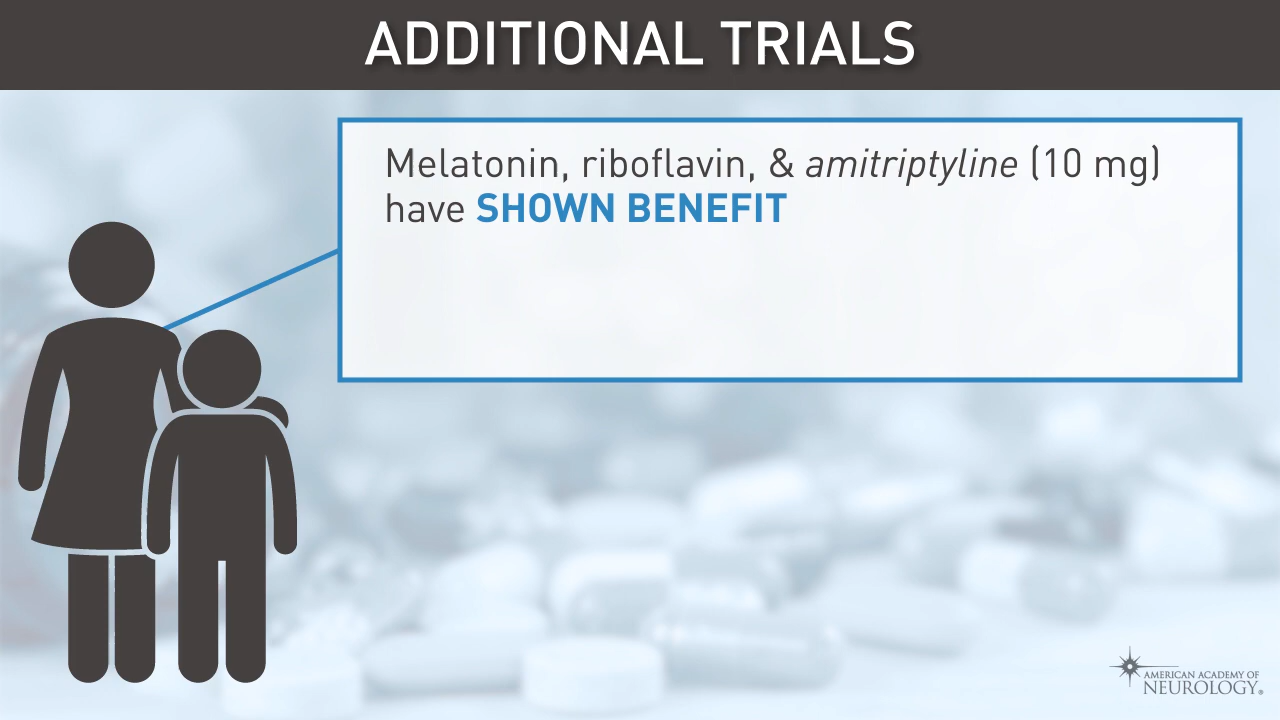 ADDITIONAL TRIALS
Melatonin, riboflavin, & amitriptyline (10 mg)
have SHOWN BENEFIT
AMERICAN ACADEMY OF
NEUROLOGY®